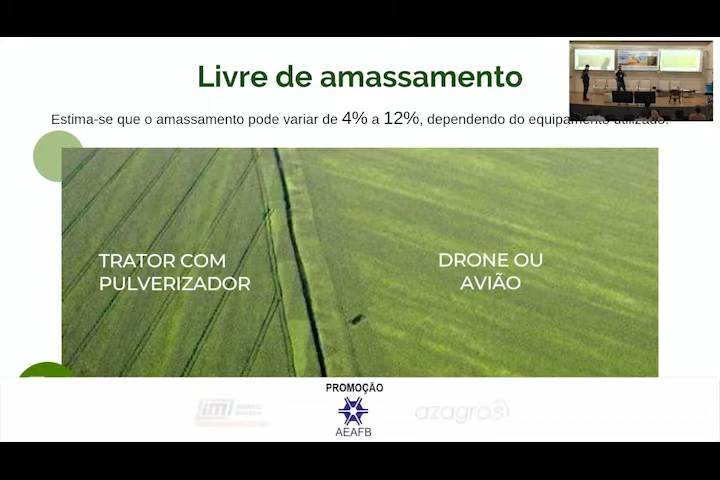 Livre de amassamento
Estima-se que o amassamento pode variar de 4% a 12%, dependendo do equipamento utilizado.
TRATOR COM
PULVERIZADOR
DRONE OU
AVIÃO
PROMOÇÃO
AEAFB
imi
azagros